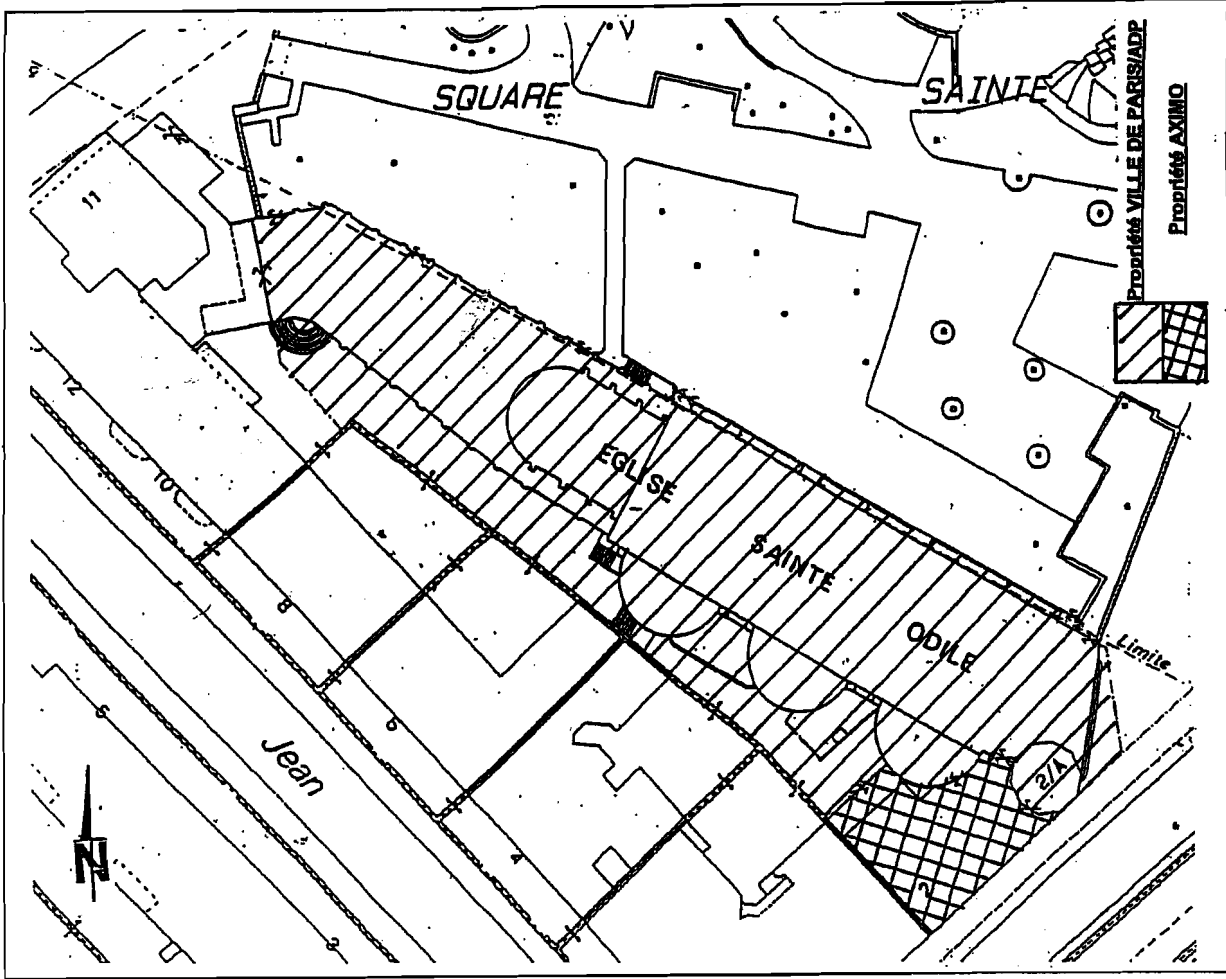 SQUARE
SAINTE
11
12
10
8
6
4
EGLISE
SAINTE
ODILE
Limite
2/A
2
Jean
6
N
Propriété VILLE DE PARIS/ADP
Propriété AXIMO